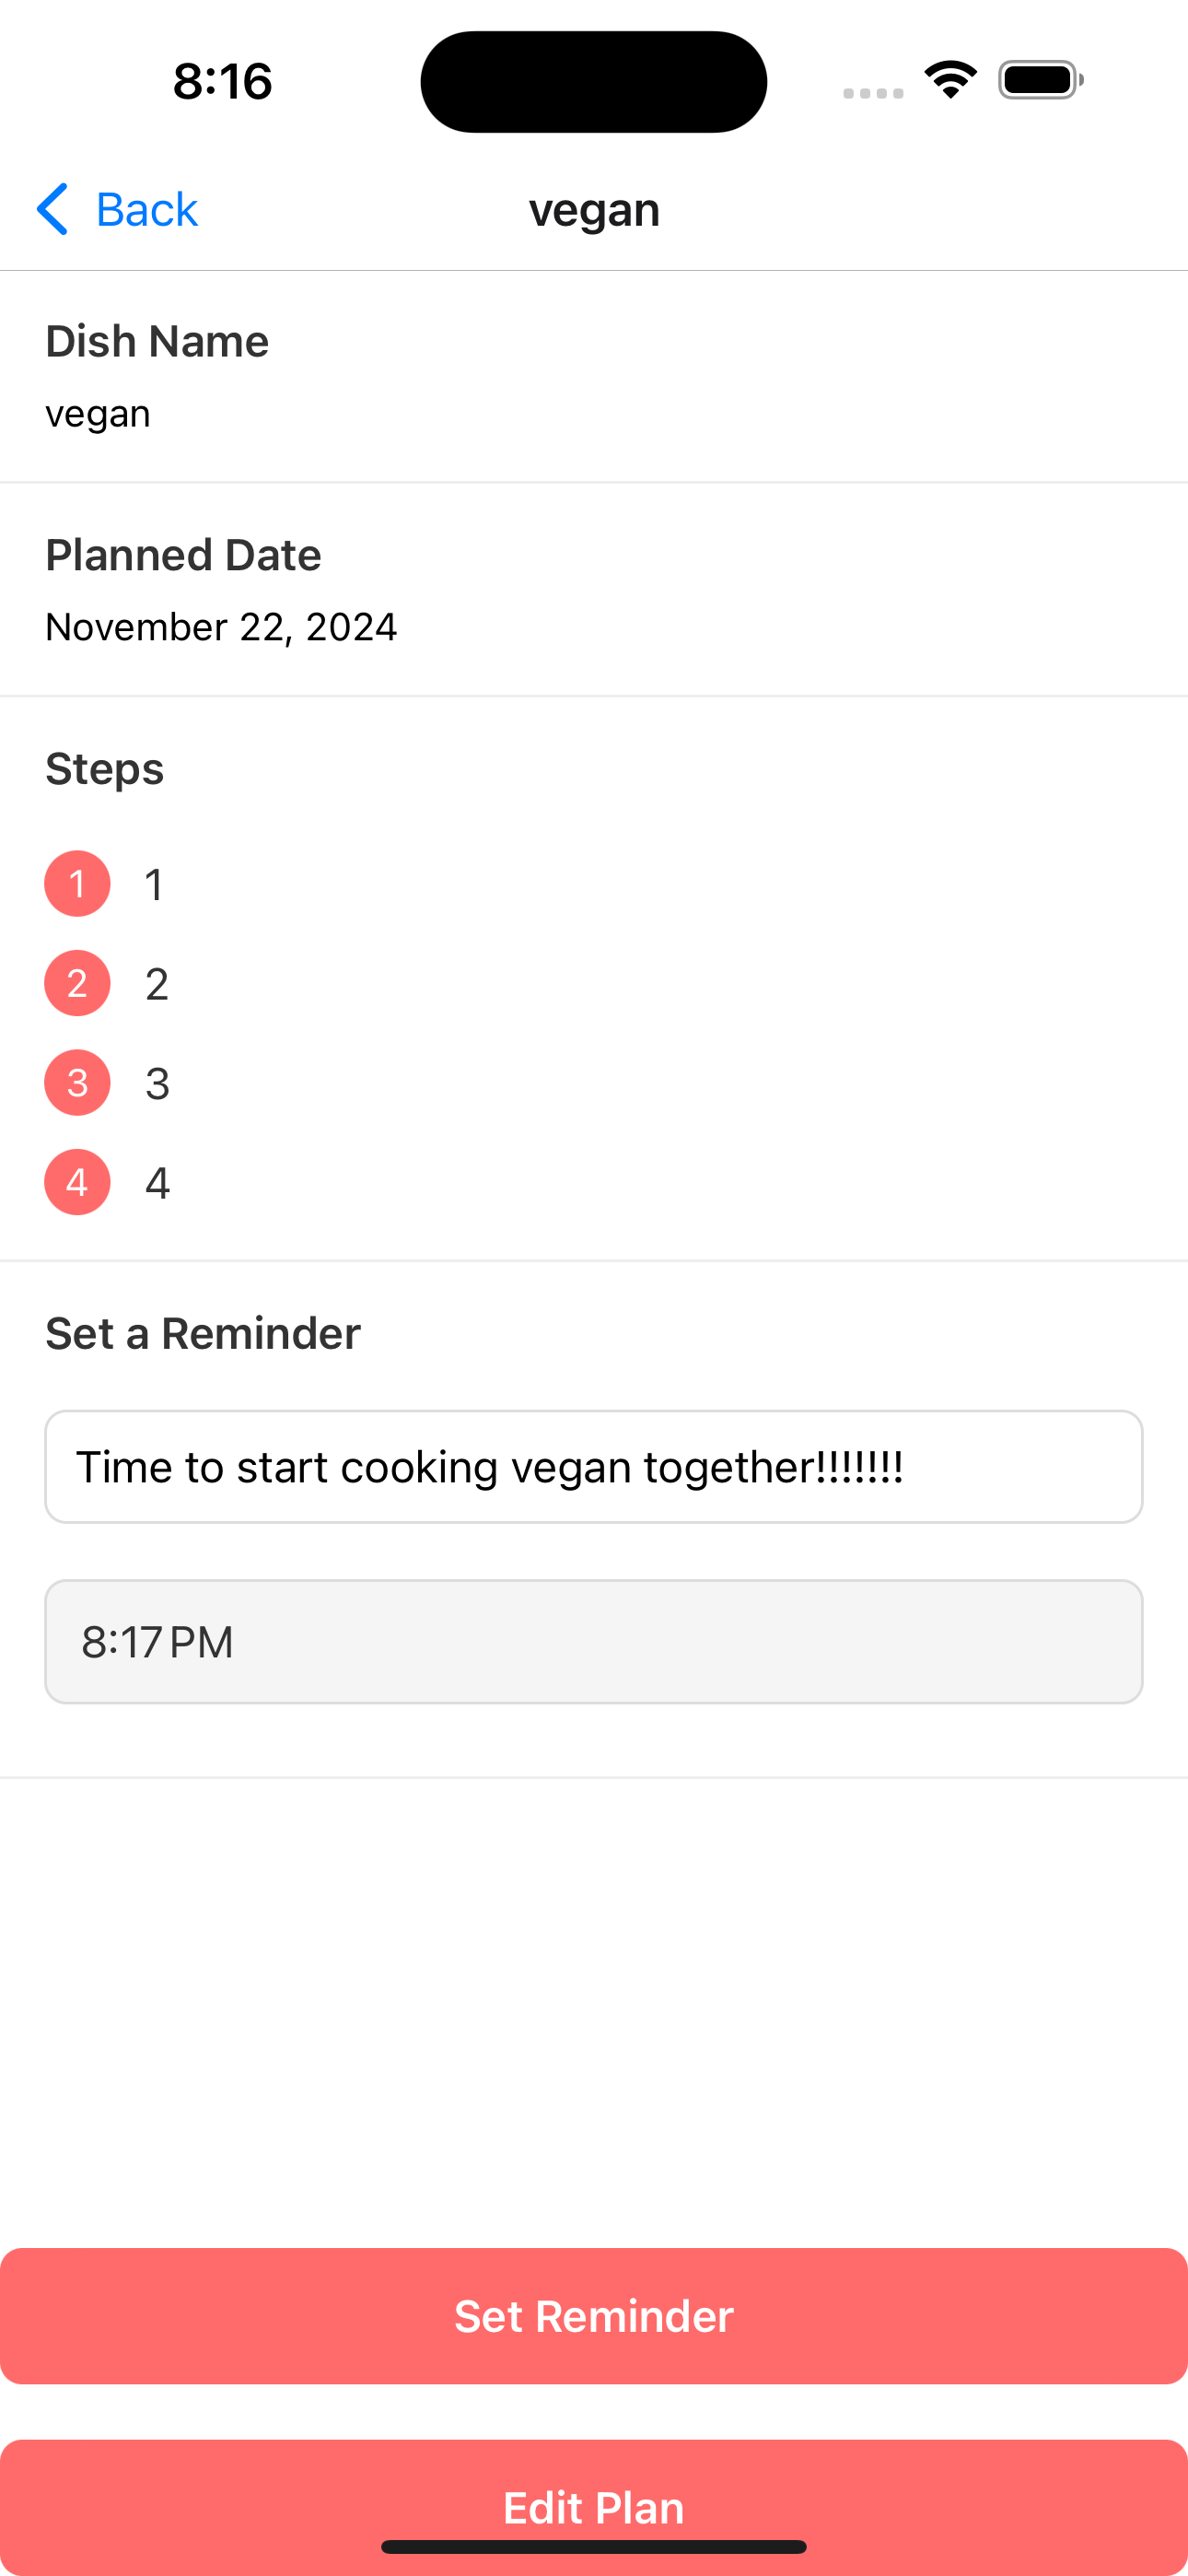 8:16
Back
vegan
Dish Name
vegan
Planned Date
November 22, 2024
Steps
1 1
2 2
3 3
4 4
Set a Reminder
Time to start cooking vegan together!!!!!!!
8:17 PM
Set Reminder
Edit Plan